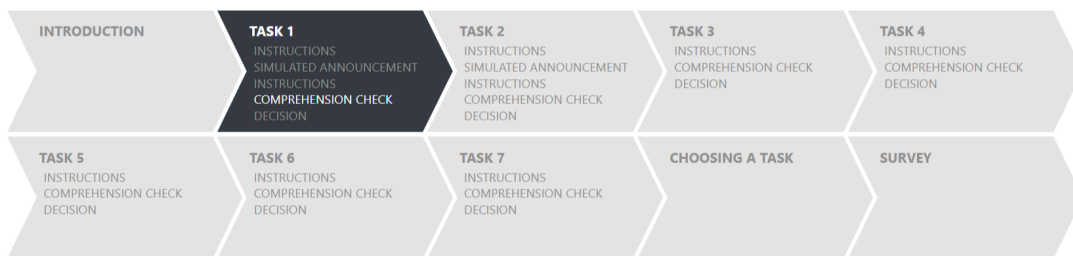 INTRODUCTION
TASK 1
INSTRUCTIONS
SIMULATED ANNOUNCEMENT
INSTRUCTIONS
COMPREHENSION CHECK
DECISION
TASK 2
INSTRUCTIONS
SIMULATED ANNOUNCEMENT
INSTRUCTIONS
COMPREHENSION CHECK
DECISION
TASK 3
INSTRUCTIONS
COMPREHENSION CHECK
DECISION
TASK 4
INSTRUCTIONS
COMPREHENSION CHECK
DECISION
TASK 5
INSTRUCTIONS
COMPREHENSION CHECK
DECISION
TASK 6
INSTRUCTIONS
COMPREHENSION CHECK
DECISION
TASK 7
INSTRUCTIONS
COMPREHENSION CHECK
DECISION
CHOOSING A TASK
SURVEY